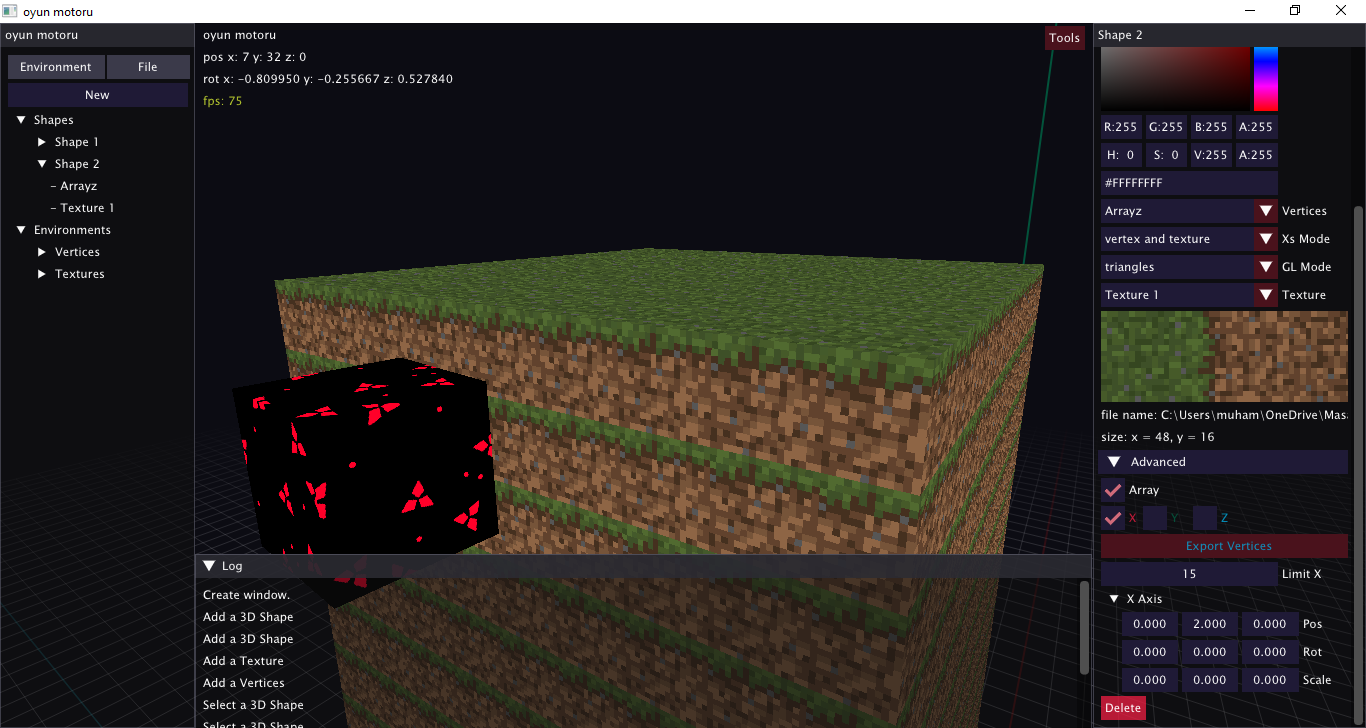 oyun motoru
oyun motoru
Environment File
New
Shapes
Shape 1
Shape 2
- Arrayz
- Texture 1
Environments
Vertices
Textures
oyun motoru
pos x: 7 y: 32 z: 0
rot x: -0.809950 y: -0.255667 z: 0.527840
fps: 75
Tools
Log
Create window.
Add a 3D Shape
Add a 3D Shape
Add a Texture
Add a Vertices
Select a 3D Shape
Select a 3D Shape
Shape 2
R:255 G:255 B:255 A:255
H: 0 S: 0 V:255 A:255
#FFFFFFFF
Arrayz Vertices
vertex and texture Xs Mode
triangles GL Mode
Texture 1 Texture
file name: C:\Users\muham\OneDrive\Mas
size: x = 48, y = 16
Advanced
Array
X Y Z
Export Vertices
15 Limit X
X Axis
0.000 2.000 0.000 Pos
0.000 0.000 0.000 Rot
0.000 0.000 0.000 Scale
Delete